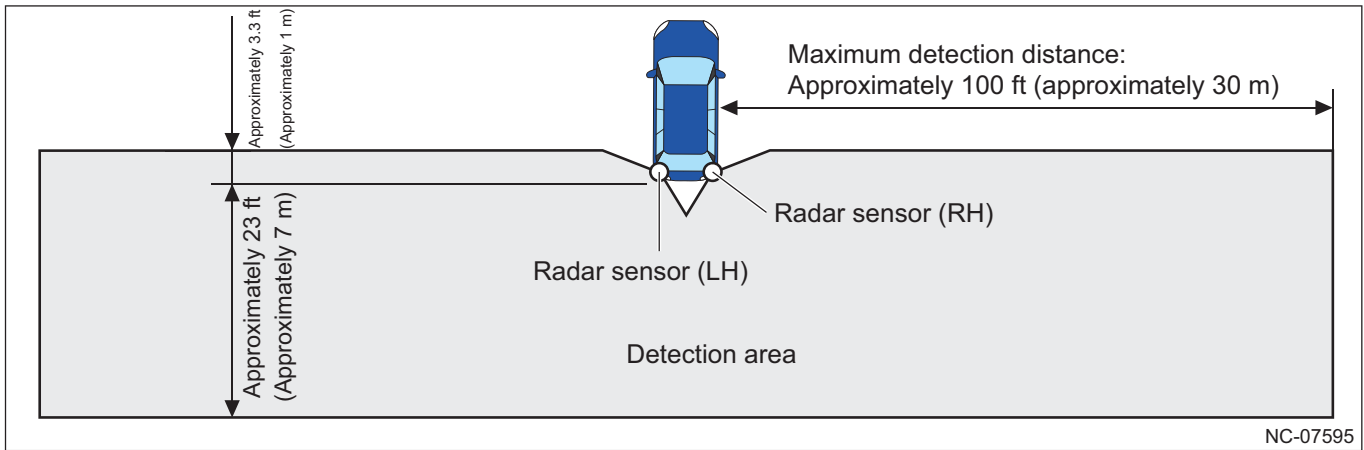 Approximately 3.3 ft
(Approximately 1 m)
Maximum detection distance:
Approximately 100 ft (approximately 30 m)
Approximately 23 ft
(Approximately 7 m)
Radar sensor (RH)
Radar sensor (LH)
Detection area
NC-07595